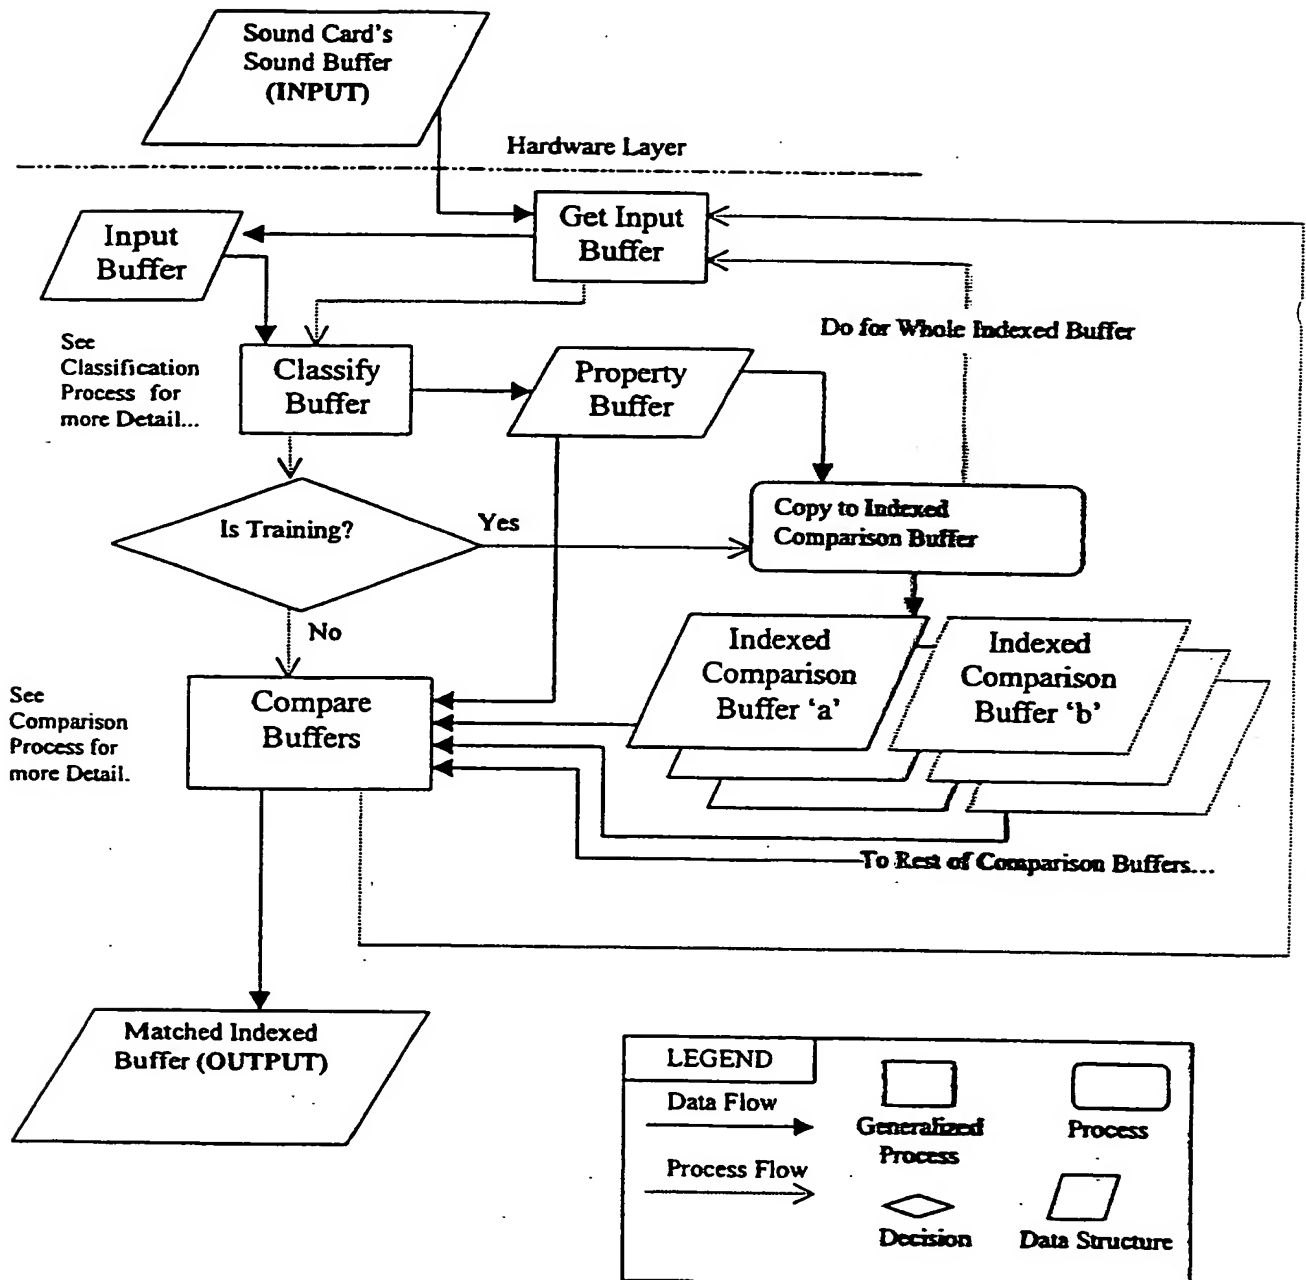 Sound Card's
Sound Buffer
(INPUT)
Hardware Layer
Get Input
Buffer
Input
Buffer
Do for Whole Indexed Buffer
See
Classification
Process for
more Detail...
Classify
Buffer
Property
Buffer
Is Training?
Yes
Copy to Indexed
Comparison Buffer
No
Indexed
Comparison
Buffer 'a'
Indexed
Comparison
Buffer 'b'
See
Comparison
Process for
more Detail.
Compare
Buffers
To Rest of Comparison Buffers...
Matched Indexed
Buffer (OUTPUT)
LEGEND
Data Flow
Process Flow
Generalized
Process
Process
Decision
Data Structure